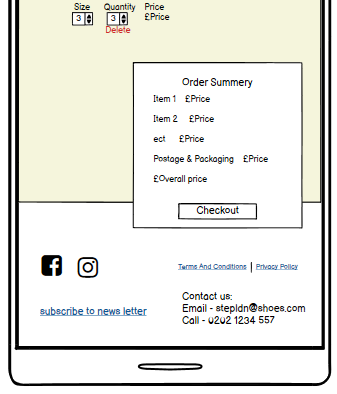 Size Quantity Price
3 3 £Price
Delete
Order Summery
Item 1 £Price
Item 2 £Price
ect £Price
Postage & Packaging £Price
£Overall price
Checkout
Terms And Conditions | Privacy Policy
Contact us:
subscribe to news letter
Email - stepldn@shoes.com
Call - 0202 1234 557